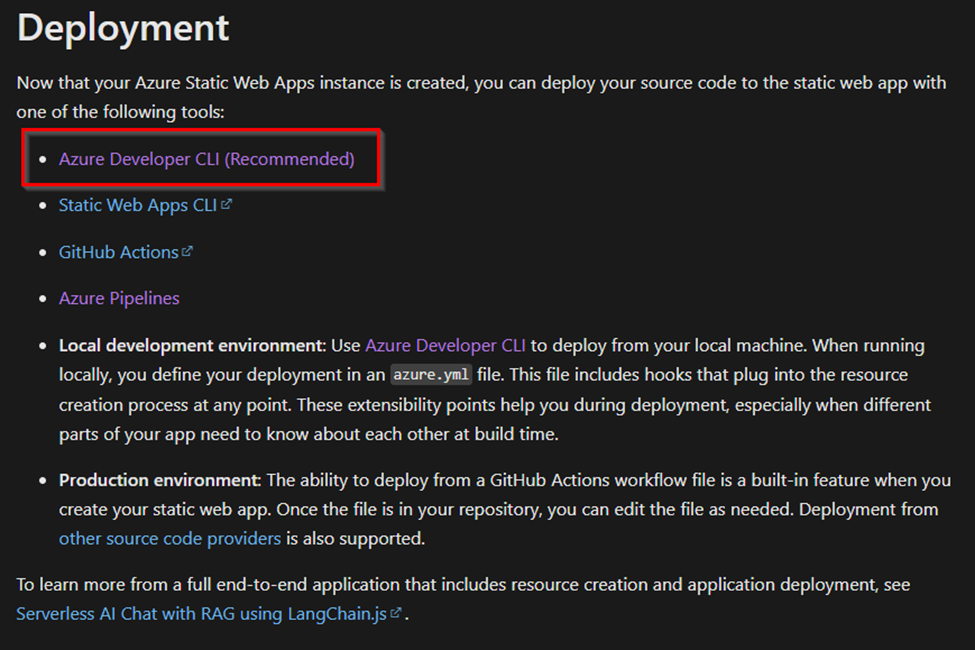 Deployment
Now that your Azure Static Web Apps instance is created, you can deploy your source code to the static web app with
one of the following tools:
• Azure Developer CLI (Recommended)
• Static Web Apps CLI
• GitHub Actions
• Azure Pipelines
• Local development environment: Use Azure Developer CLI to deploy from your local machine. When running
locally, you define your deployment in an azure.yml file. This file includes hooks that plug into the resource
creation process at any point. These extensibility points help you during deployment, especially when different
parts of your app need to know about each other at build time.
• Production environment: The ability to deploy from a GitHub Actions workflow file is a built-in feature when you
create your static web app. Once the file is in your repository, you can edit the file as needed. Deployment from
other source code providers is also supported.
To learn more from a full end-to-end application that includes resource creation and application deployment, see
Serverless AI Chat with RAG using LangChain.js .